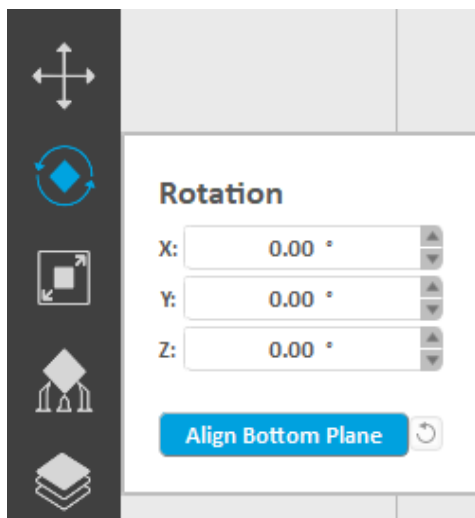 Rotation
X: 0.00 °
Y: 0.00 °
Z: 0.00 °
Align Bottom Plane